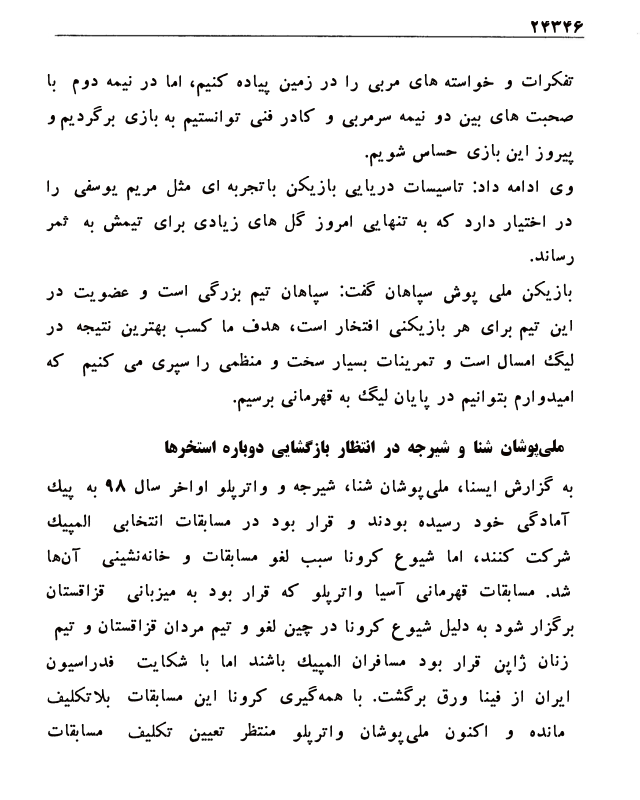 ۲۴۳۴۶
تفکرات و خواسته های مربی را در زمین پیاده کنیم، اما در نیمه دوم با
صحبت های بین دو نیمه سرمربی و کادر فنی توانستیم به بازی برگردیم و
پیروز این بازی حساس شویم.
وی ادامه داد: تاسیسات دریایی بازیکن باتجربه ای مثل مریم یوسفی را
در اختیار دارد که به تنهایی امروز گل های زیادی برای تیمش به ثمر
رساند.
بازیکن ملی پوش سپاهان گفت: سپاهان تیم بزرگی است و عضویت در
این تیم برای هر بازیکنی افتخار است، هدف ما کسب بهترین نتیجه در
لیگ امسال است و تمرینات بسیار سخت و منظمی را سپری می کنیم که
امیدوارم بتوانیم در پایان لیگ به قهرمانی برسیم.
ملی‌پوشان شنا و شیرجه در انتظار بازگشایی دوباره استخرها
به گزارش ایسنا، ملی‌پوشان شنا، شیرجه و واترپلو اواخر سال ۹۸ به پیک
آمادگی خود رسیده بودند و قرار بود در مسابقات انتخابی المپیک
شرکت کنند، اما شیوع کرونا سبب لغو مسابقات و خانه‌نشینی آن‌ها
شد. مسابقات قهرمانی آسیا واترپلو که قرار بود به میزبانی قزاقستان
برگزار شود به دلیل شیوع کرونا در چین لغو و تیم مردان قزاقستان و تیم
زنان ژاپن قرار بود مسافران المپیک باشند اما با شکایت فدراسیون
ایران از فینا ورق برگشت. با همه‌گیری کرونا این مسابقات بلاتکلیف
مانده و اکنون ملی‌پوشان واترپلو منتظر تعیین تکلیف مسابقات